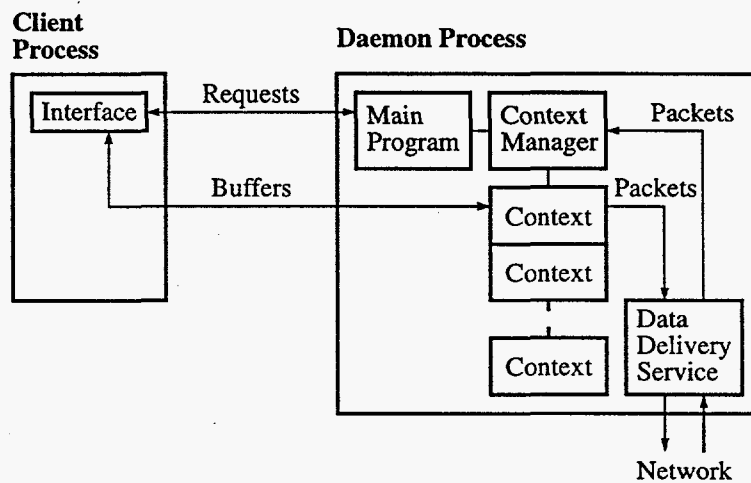 Client
Process
Daemon Process
Interface
Requests
Main
Program
Context
Manager
Packets
Buffers
Packets
Context
Context
Context
Data
Delivery
Service
Network